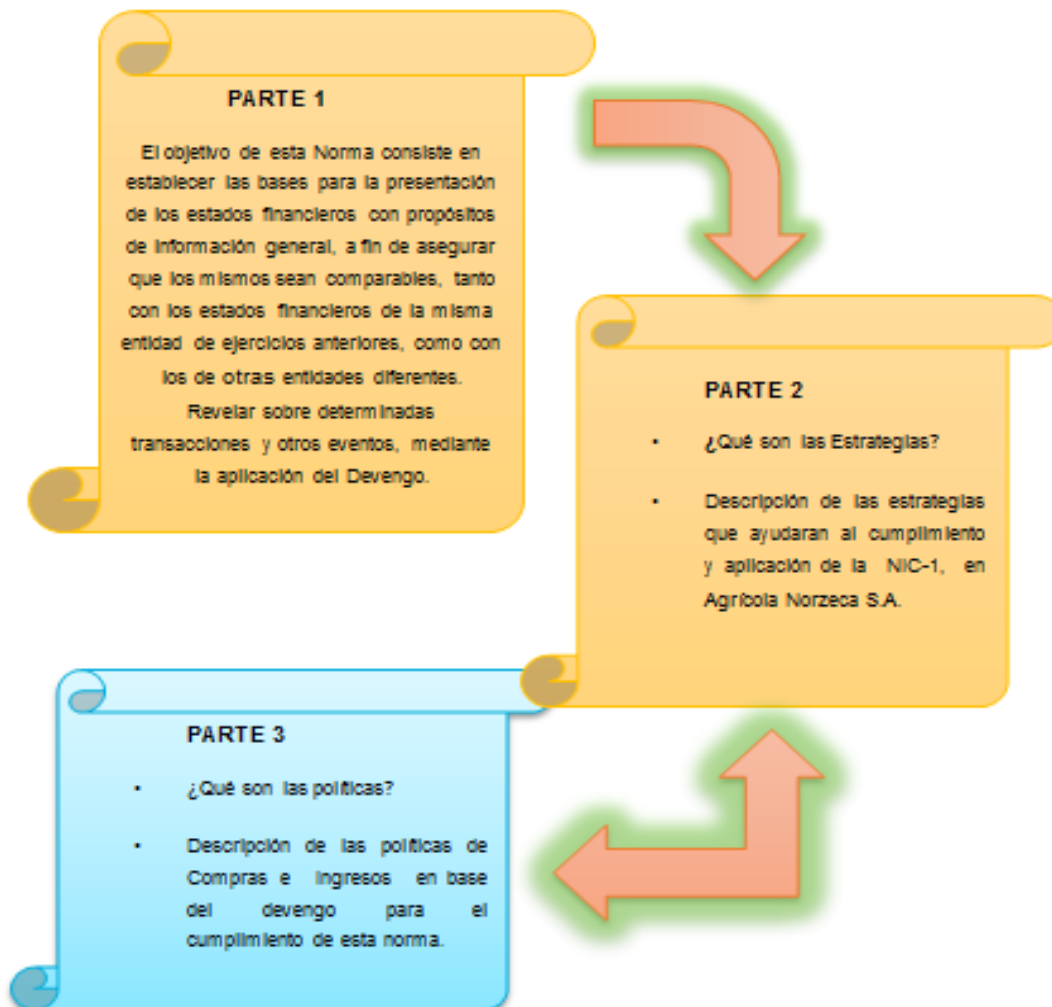 PARTE 1
El objetivo de esta Norma consiste en
establecer las bases para la presentación
de los estados financieros con propósitos
de información general, a fin de asegurar
que los mismos sean comparables, tanto
con los estados financieros de la misma
entidad de ejercicios anteriores, como con
los de otras entidades diferentes.
Revelar sobre determinadas
transacciones y otros eventos, mediante
la aplicación del Devengo.
PARTE 2
• ¿Qué son las Estrategias?
• Descripción de las estrategias
que ayudaran al cumplimiento
y aplicación de la NIC-1, en
Agrícola Norzeca S.A.
PARTE 3
• ¿Qué son las políticas?
• Descripción de las políticas de
Compras e Ingresos en base
del devengo para el
cumplimiento de esta norma.